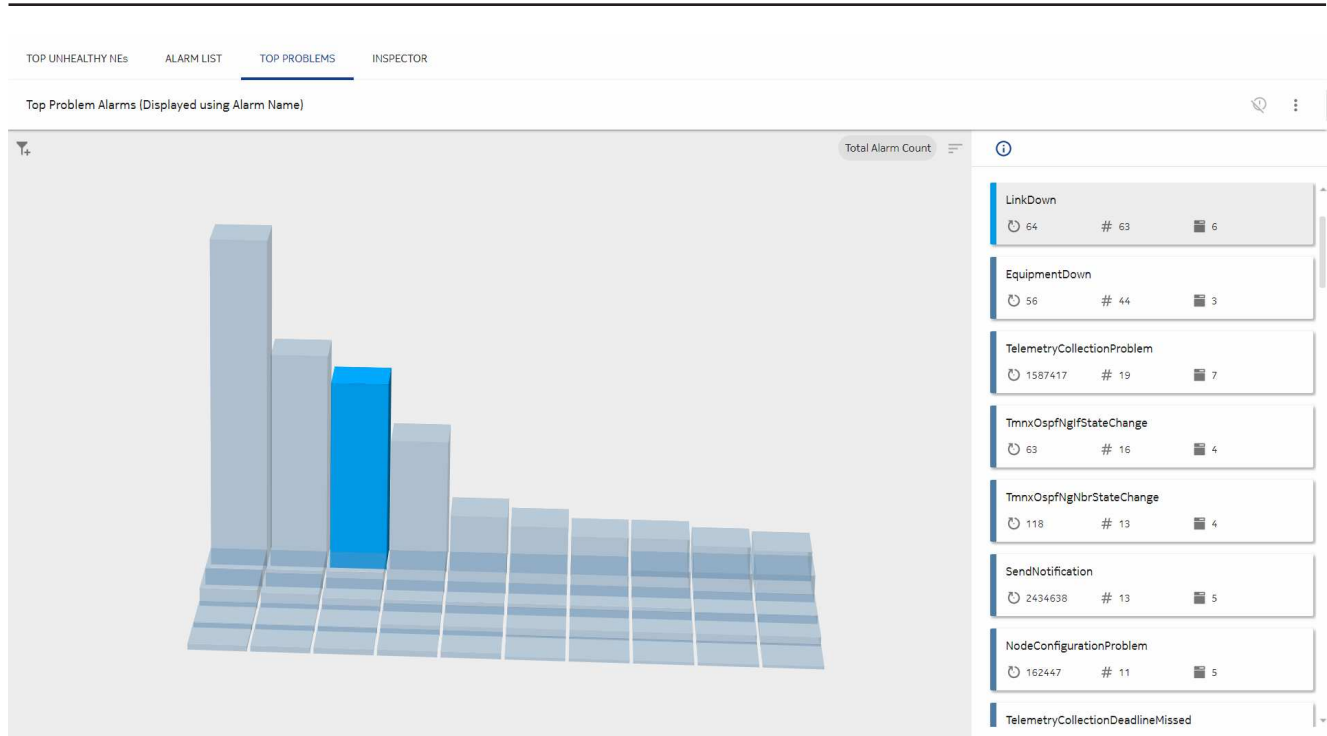 TOP UNHEALTHY NEs ALARM LIST TOP PROBLEMS INSPECTOR
Top Problem Alarms (Displayed using Alarm Name)
Total Alarm Count
LinkDown
64 # 63 6
EquipmentDown
56 # 44 3
TelemetryCollectionProblem
1587417 # 19 7
TmnxOspfNgIfStateChange
63 # 16 4
TmnxOspfNgNbrStateChange
118 # 13 4
SendNotification
2434638 # 13 5
NodeConfigurationProblem
162447 # 11 5
TelemetryCollectionDeadlineMissed